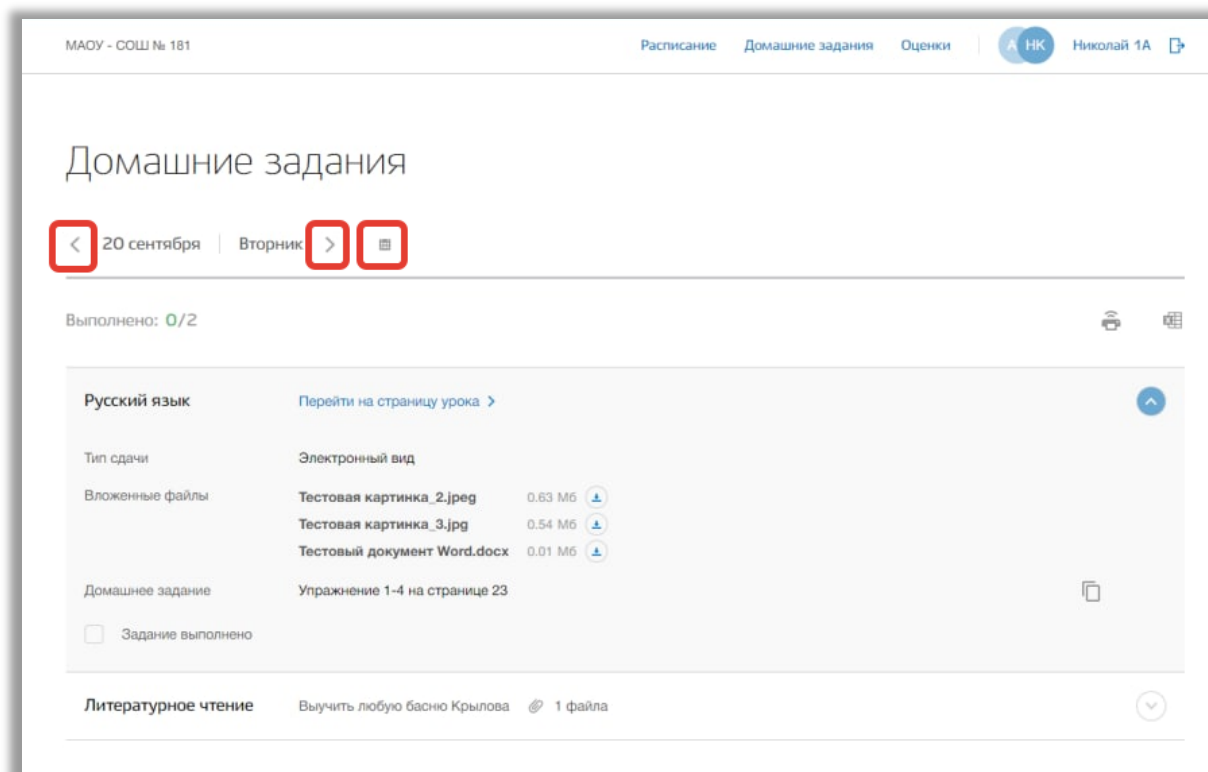 МАОУ - СОШ № 181 Расписание Домашние задания Оценки А НК Николай 1А
Домашние задания
20 сентября Вторник
Выполнено: 0/2
Русский язык Перейти на страницу урока
Тип сдачи Электронный вид
Вложенные файлы Тестовая картинка_2.jpeg 0.63 Мб
Тестовая картинка_3.jpg 0.54 Мб
Тестовый документ Word.docx 0.01 Мб
Домашнее задание Упражнение 1-4 на странице 23
Задание выполнено
Литературное чтение Выучить любую басню Крылова 1 файла